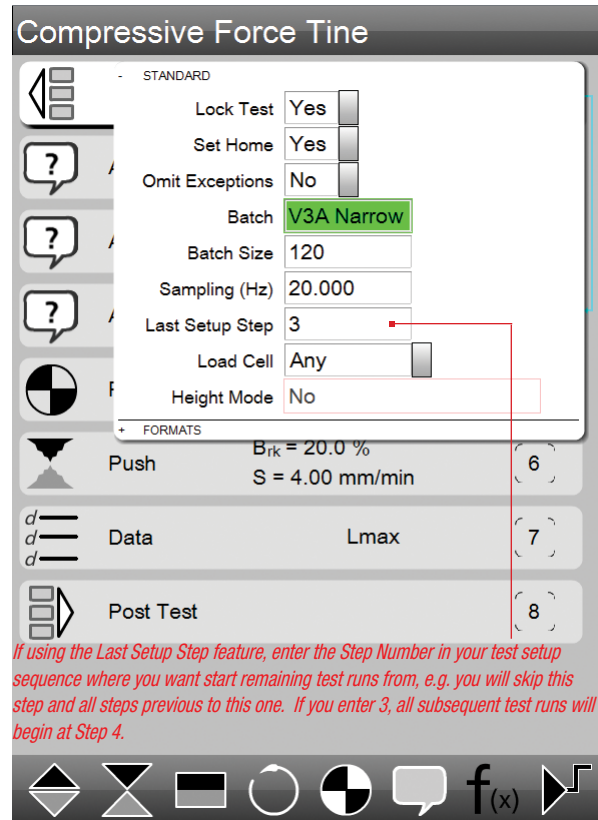 Compressive Force Tine
- STANDARD
Lock Test Yes
Set Home Yes
Omit Exceptions No
Batch V3A Narrow
Batch Size 120
Sampling (Hz) 20.000
Last Setup Step 3
Load Cell Any
Height Mode No
+ FORMATS
?
?
?
Push Brk = 20.0 % 6
S = 4.00 mm/min
d
d
d
Data Lmax 7
Post Test 8
If using the Last Setup Step feature, enter the Step Number in your test setup
sequence where you want start remaining test runs from, e.g. you will skip this
step and all steps previous to this one. If you enter 3, all subsequent test runs will
begin at Step 4.
f(x)